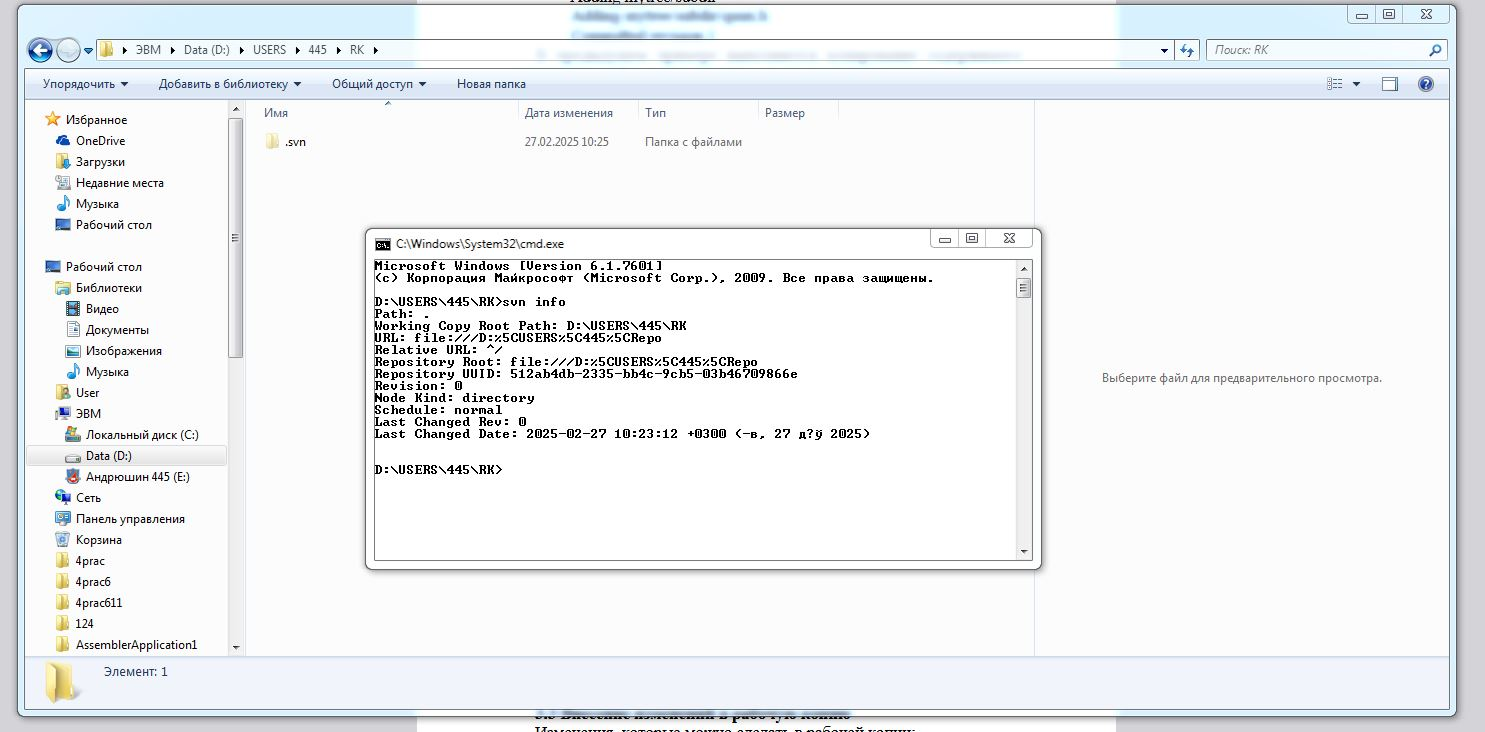 ЭВМ Data (D:) USERS 445 RK
Поиск: RK
Упорядочить Добавить в библиотеку Общий доступ Новая папка
Имя Дата изменения Тип Размер
.svn 27.02.2025 10:25 Папка с файлами
Избранное
OneDrive
Загрузки
Недавние места
Музыка
Рабочий стол
Рабочий стол
Библиотеки
Видео
Документы
Изображения
Музыка
User
ЭВМ
Локальный диск (C:)
Data (D:)
Андрюшин 445 (E:)
Сеть
Панель управления
Корзина
4prac
4prac6
4prac611
124
AssemblerApplication1
C:\Windows\System32\cmd.exe
Microsoft Windows [Version 6.1.7601]
(c) Корпорация Майкрософт (Microsoft Corp.), 2009. Все права защищены.
D:\USERS\445\RK>svn info
Path: .
Working Copy Root Path: D:\USERS\445\RK
URL: file:///D:%5CUSERS%5C445%5CRepo
Relative URL: ^/
Repository Root: file:///D:%5CUSERS%5C445%5CRepo
Repository UUID: 512ab4db-2335-bb4c-9cb5-03b46709866e
Revision: 0
Node Kind: directory
Schedule: normal
Last Changed Rev: 0
Last Changed Date: 2025-02-27 10:23:12 +0300 (-в, 27 д?ў 2025)
D:\USERS\445\RK>
Выберите файл для предварительного просмотра.
Элемент: 1